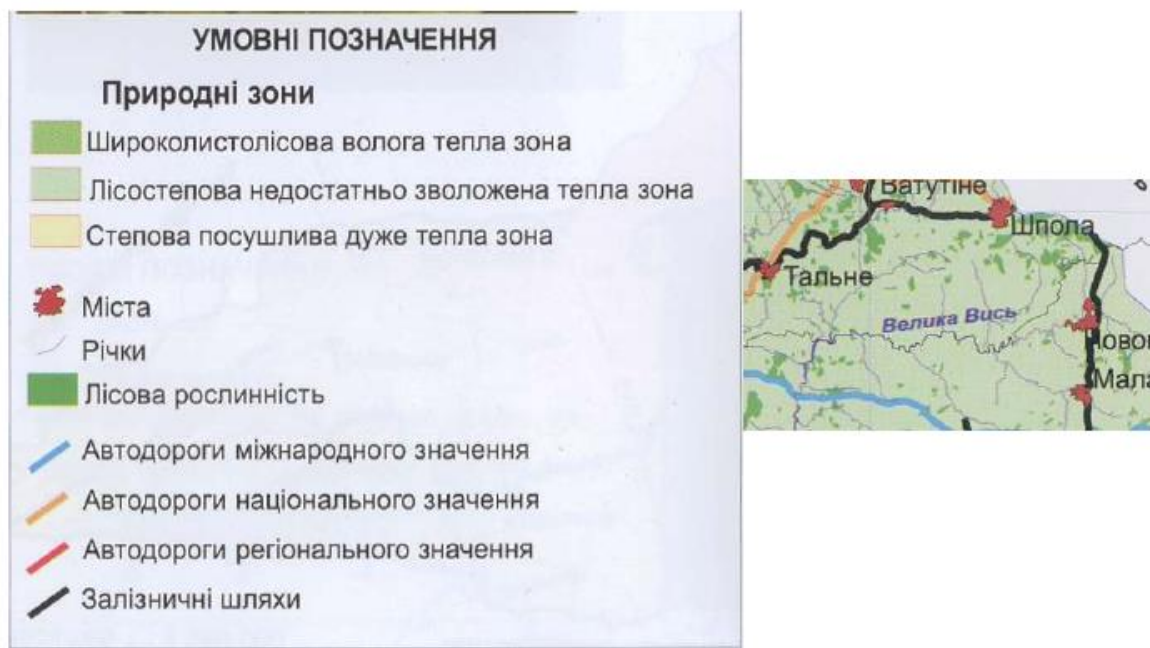 УМОВНІ ПОЗНАЧЕННЯ
Природні зони
Широколистолісова волога тепла зона
Лісостепова недостатньо зволожена тепла зона
Степова посушлива дуже тепла зона
Міста
Річки
Лісова рослинність
Автодороги міжнародного значення
Автодороги національного значення
Автодороги регіонального значення
Залізничні шляхи
Ватутіне
Шпола
Тальне
Велика Вись
Мала